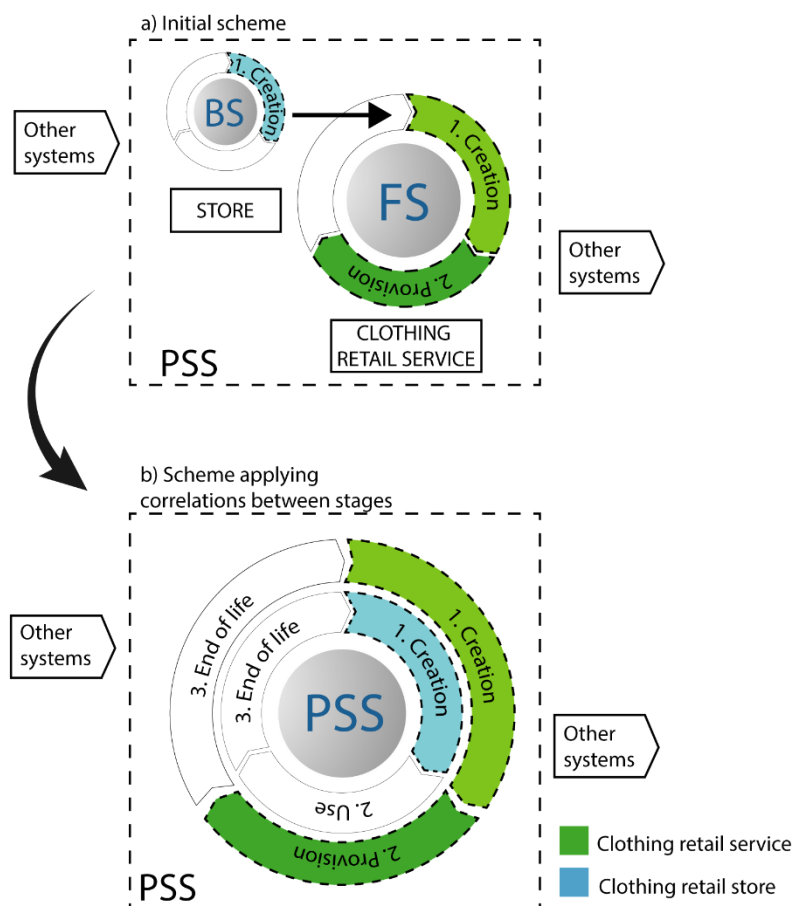 a) Initial scheme
1. Creation
BS
Other
systems
STORE
1. Creation
FS
2. Provision
Other
systems
CLOTHING
RETAIL SERVICE
PSS
b) Scheme applying
correlations between stages
Other
systems
3. End of life
3. End of life
1. Creation
1. Creation
PSS
2. Use
2. Provision
Other
systems
PSS
Clothing retail service
Clothing retail store